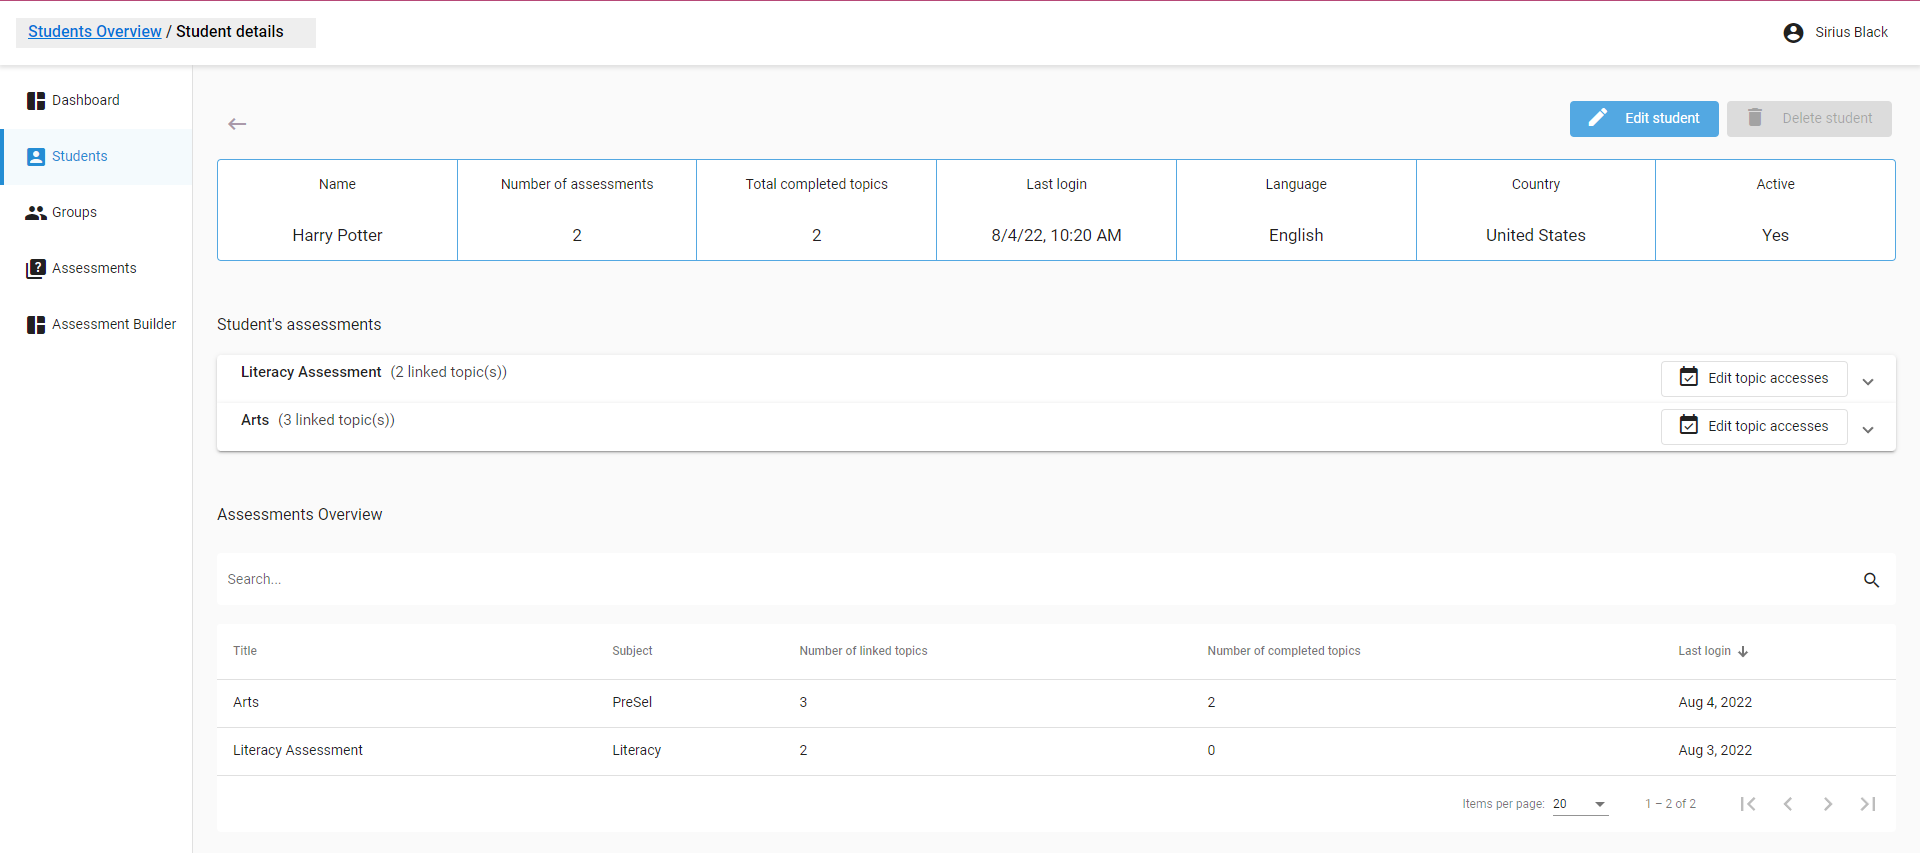 Students Overview / Student details
Sirius Black
Dashboard
Students
Groups
Assessments
Assessment Builder
Edit student
Delete student
Name Number of assessments Total completed topics Last login Language Country Active
Harry Potter 2 2 8/4/22, 10:20 AM English United States Yes
Student's assessments
Literacy Assessment (2 linked topic(s)) Edit topic accesses
Arts (3 linked topic(s)) Edit topic accesses
Assessments Overview
Search...
Title Subject Number of linked topics Number of completed topics Last login
Arts PreSel 3 2 Aug 4, 2022
Literacy Assessment Literacy 2 0 Aug 3, 2022
Items per page: 20 1 – 2 of 2